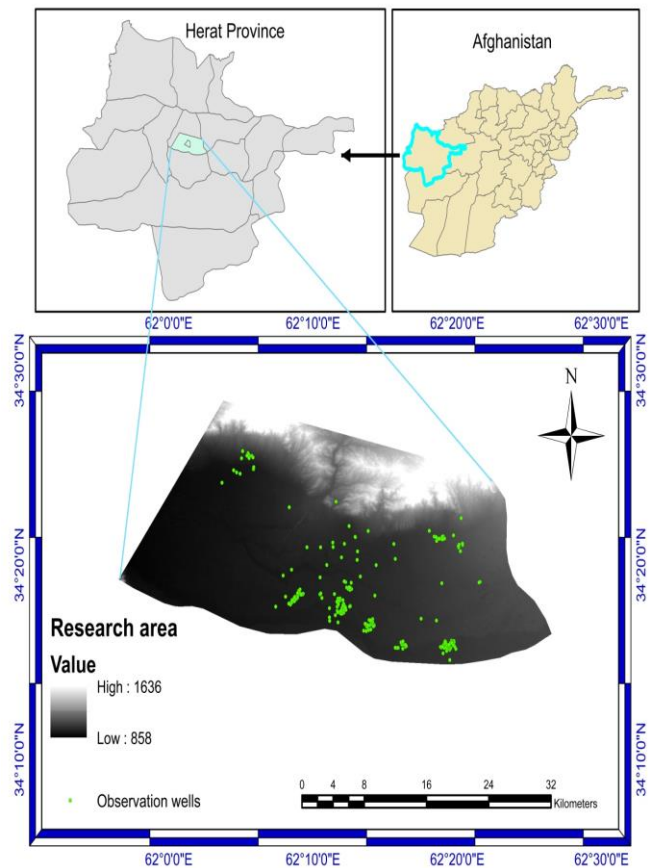 Herat Province
Afghanistan
62°0'0"E
62°10'0"E
62°20'0"E
62°30'0"E
34°30'0"N
34°30'0"N
34°20'0"N
34°20'0"N
34°10'0"N
34°10'0"N
N
Research area
Value
High : 1636
Low : 858
Observation wells
0 2 4 8 16 24 32
Kilometers
62°0'0"E
62°10'0"E
62°20'0"E
62°30'0"E